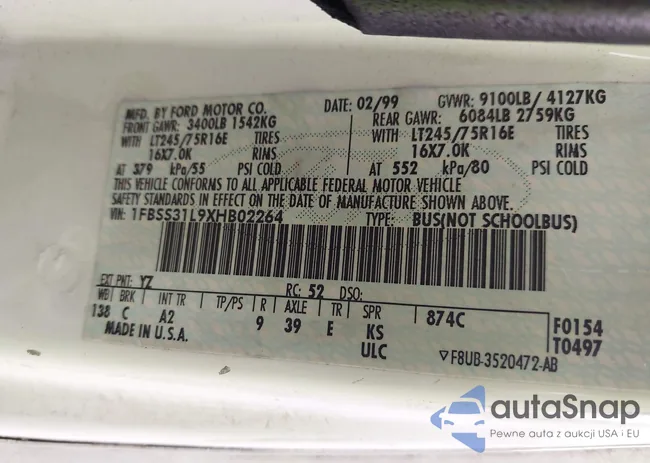 MFD. BY FORD MOTOR CO.
02/99 GVWR: 9100LB/ 4127KG
FRONT GAWR: 3400LB 1542KG
REAR GAWR: 6084LB 2759KG
WITH LT245/75R16E TIRES
WITH LT245/75R16E TIRES
16X7.0K RIMS
16X7.0K RIMS
AT 379 kPa/55 PSI COLD
AT 552 kPa/80 PSI COLD
THIS VEHICLE CONFORMS TO ALL APPLICABLE FEDERAL MOTOR VEHICLE
SAFETY STANDARDS IN EFFECT ON THE DATE OF MANUFACTURE SHOWN ABOVE.
1FBSS31L9XHB02264 TYPE: BUS(NOT SCHOOLBUS)
EXT PNT: YZ RC: 52 DSO:
WB BRK INT TR TP/PS R AXLE TR SPR
138 C A2 9 39 E KS 874C F0154
MADE IN U.S.A. ULC T0497
▽F8UB-3520472-AB
autoSnap
Pewne auta z aukcji USA i EU